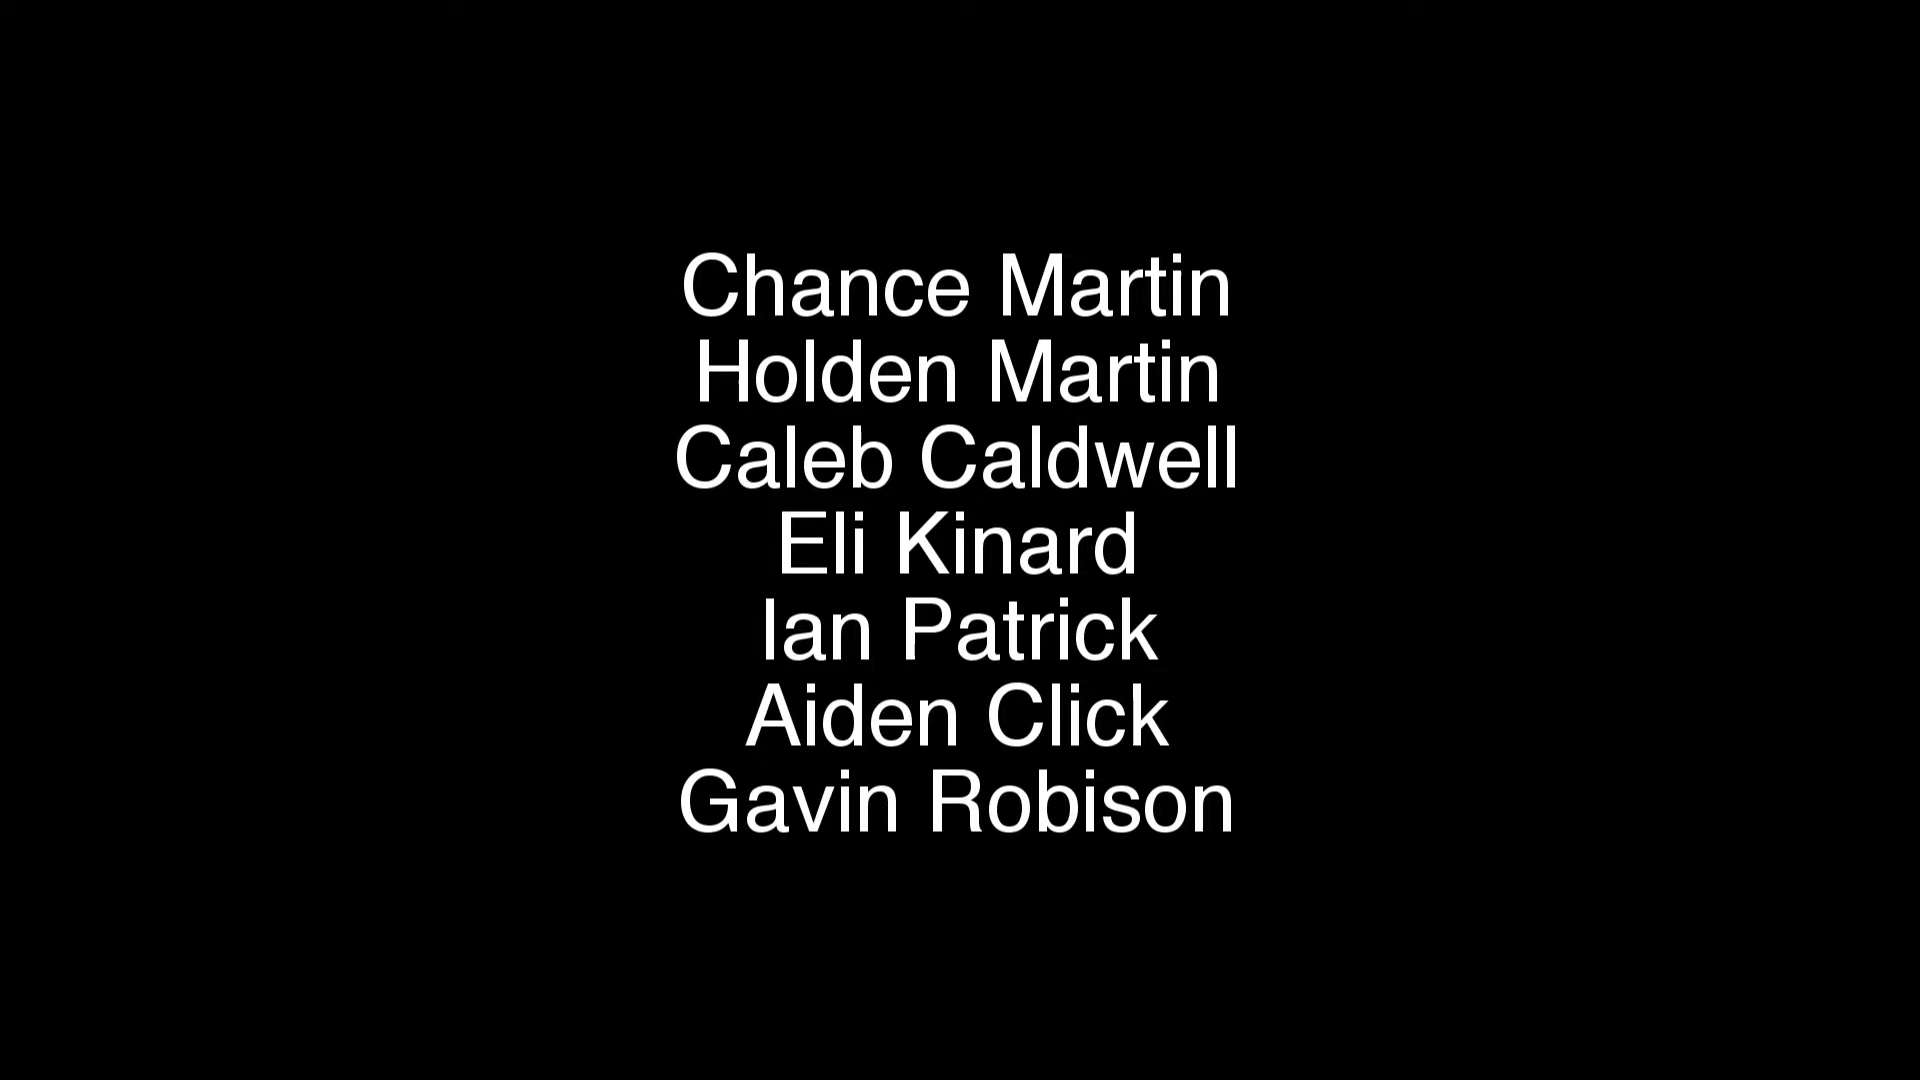 Chance Martin
Holden Martin
Caleb Caldwell
Eli Kinard
Ian Patrick
Aiden Click
Gavin Robison